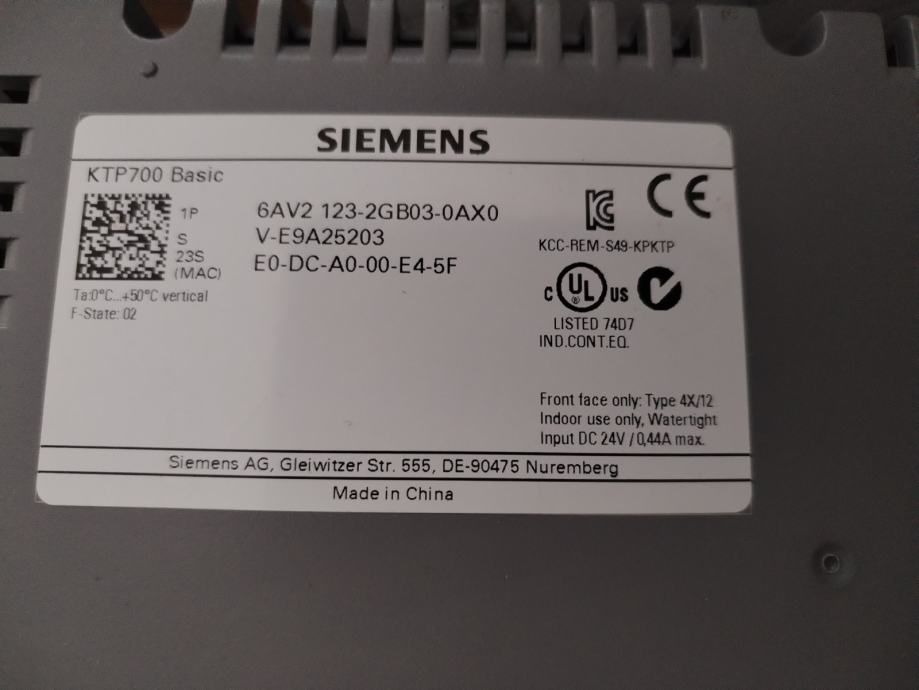 SIEMENS
KTP700 Basic
1P 6AV2 123-2GB03-0AX0
S V-E9A25203
23S
(MAC) E0-DC-A0-00-E4-5F
Ta:0°C...+50°C vertical
F-State: 02
CE
KCC-REM-S49-KPKTP
C UL US
®
LISTED 74D7
IND.CONT.EQ.
Front face only: Type 4X/12
Indoor use only, Watertight
Input DC 24V / 0,44A max.
Siemens AG, Gleiwitzer Str. 555, DE-90475 Nuremberg
Made in China